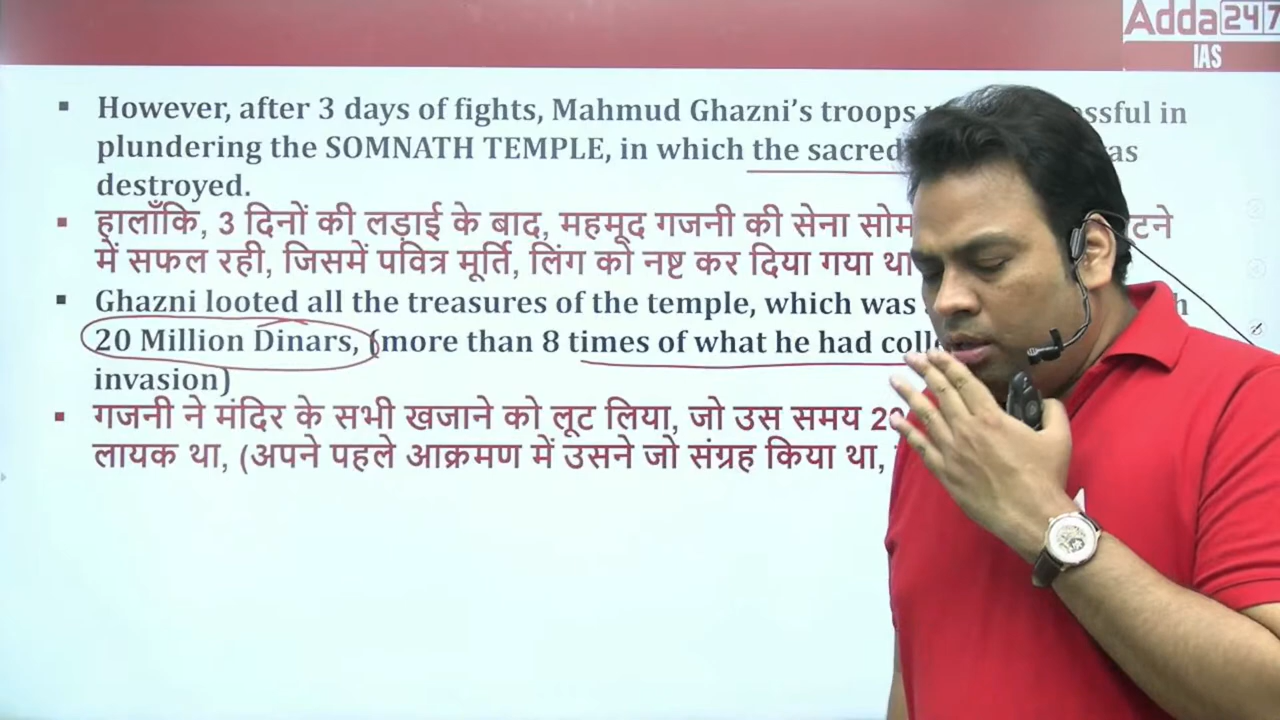 Adda247
IAS
However, after 3 days of fights, Mahmud Ghazni's troops
plundering the SOMNATH TEMPLE, in which the sacred
destroyed.
हालाँकि, 3 दिनों की लड़ाई के बाद, महमूद गजनी की सेना
में सफल रही, जिसमें पवित्र मूर्ति, लिंग को नष्ट कर दिया गया था
Ghazni looted all the treasures of the temple, which was
20 Million Dinars, (more than 8 times of what he had
invasion)
गजनी ने मंदिर के सभी खजाने को लूट लिया, जो उस समय
लायक था, (अपने पहले आक्रमण में उसने जो संग्रह किया था,